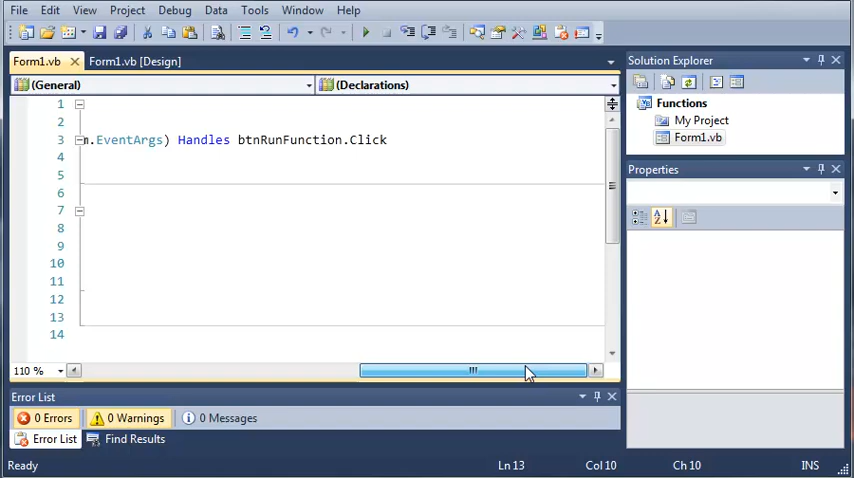 File Edit View Project Debug Data Tools Window Help
Form1.vb Form1.vb [Design]
(General) (Declarations)
1
2
3 m.EventArgs) Handles btnRunFunction.Click
4
5
6
7
8
9
10
11
12
13
14
110 %
Solution Explorer
Functions
My Project
Form1.vb
Properties
Error List
0 Errors 0 Warnings 0 Messages
Error List Find Results
Ready Ln 13 Col 10 Ch 10 INS